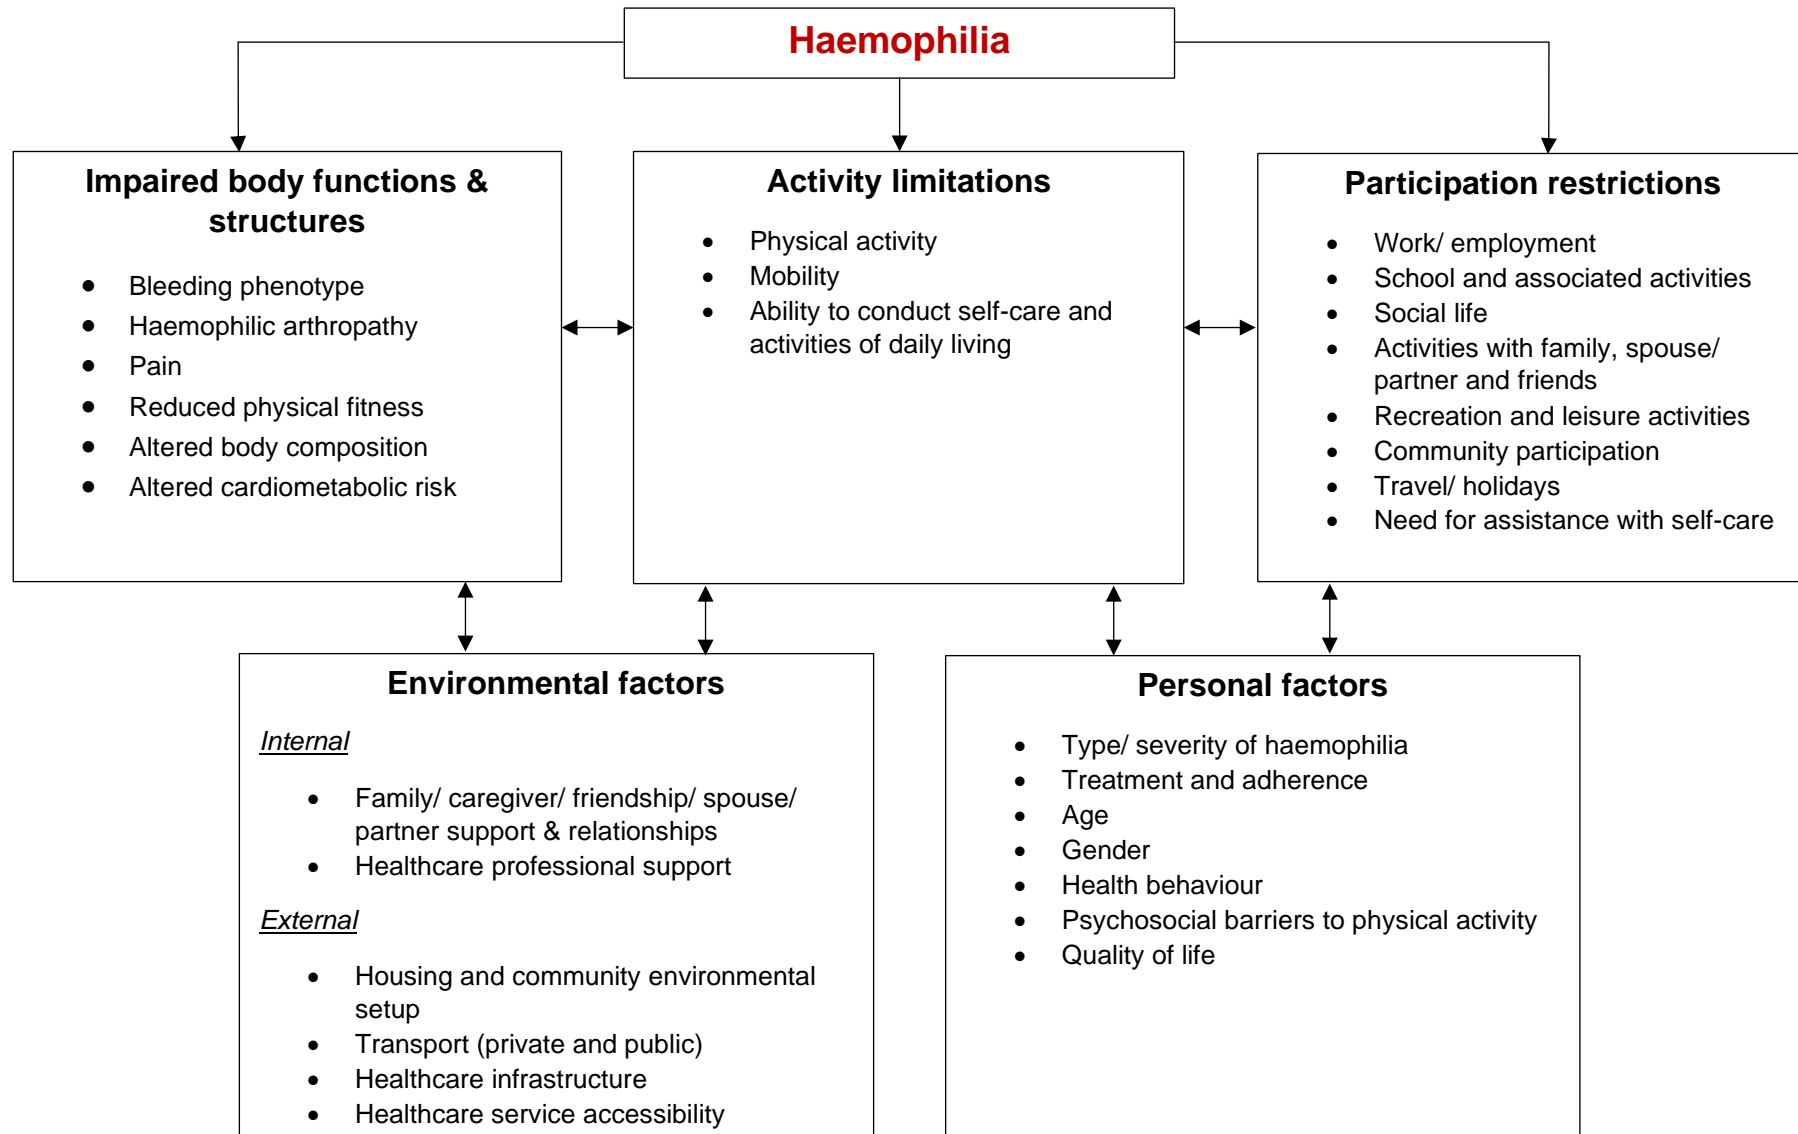 Haemophilia
Impaired body functions &
structures
• Bleeding phenotype
• Haemophilic arthropathy
• Pain
• Reduced physical fitness
• Altered body composition
• Altered cardiometabolic risk
Activity limitations
• Physical activity
• Mobility
• Ability to conduct self-care and
activities of daily living
Participation restrictions
• Work/ employment
• School and associated activities
• Social life
• Activities with family, spouse/
partner and friends
• Recreation and leisure activities
• Community participation
• Travel/ holidays
• Need for assistance with self-care
Environmental factors
Internal
• Family/ caregiver/ friendship/ spouse/
partner support & relationships
• Healthcare professional support
External
• Housing and community environmental
setup
• Transport (private and public)
• Healthcare infrastructure
• Healthcare service accessibility
Personal factors
• Type/ severity of haemophilia
• Treatment and adherence
• Age
• Gender
• Health behaviour
• Psychosocial barriers to physical activity
• Quality of life